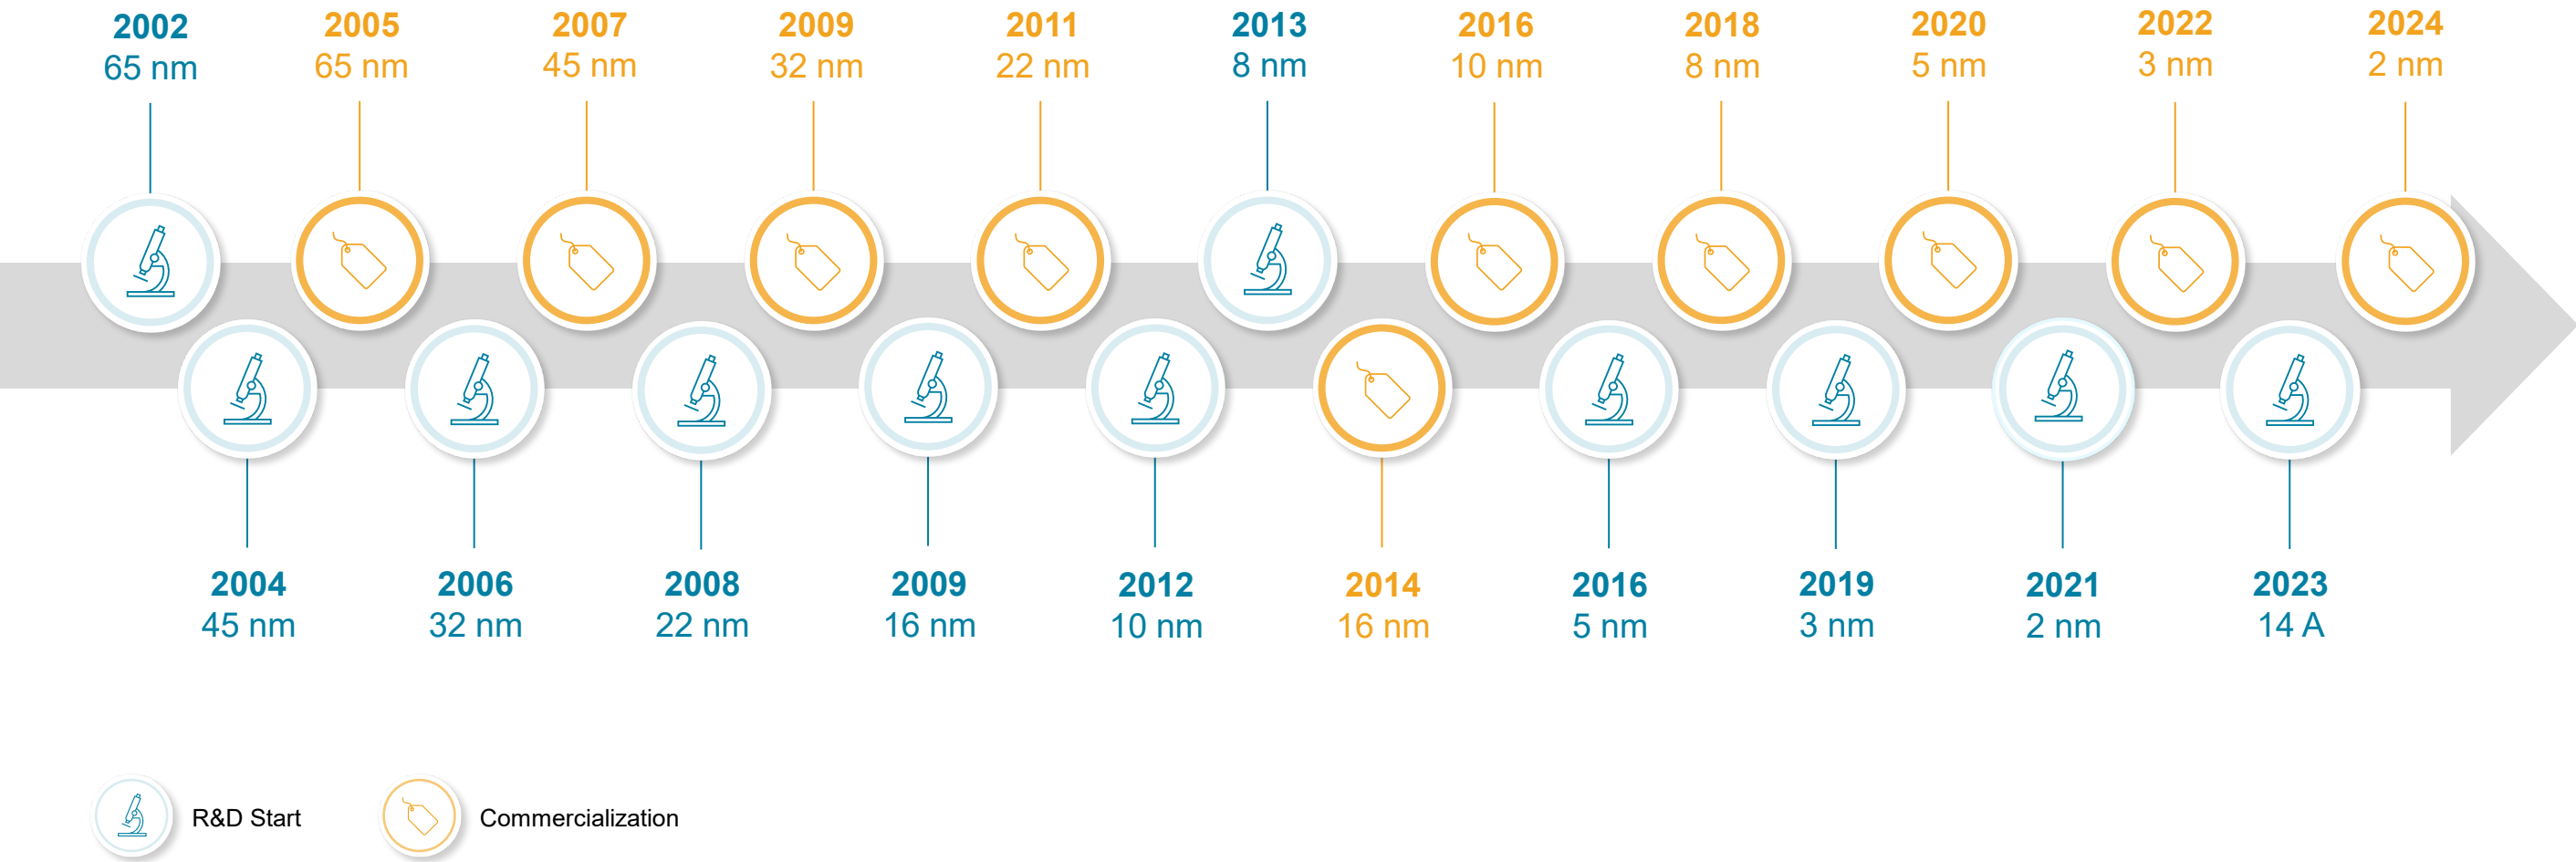 2002
65 nm
2005
65 nm
2007
45 nm
2009
32 nm
2011
22 nm
2013
8 nm
2016
10 nm
2018
8 nm
2020
5 nm
2022
3 nm
2024
2 nm
2004
45 nm
2006
32 nm
2008
22 nm
2009
16 nm
2012
10 nm
2014
16 nm
2016
5 nm
2019
3 nm
2021
2 nm
2023
14 A
R&D Start
Commercialization